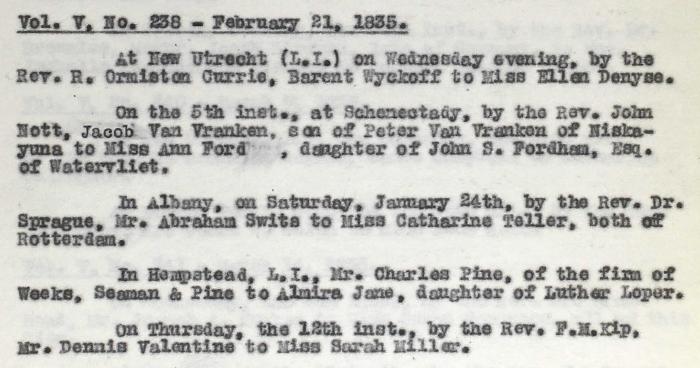 Vol. V, No. 238 - February 21, 1835.
At New Utrecht (L.I.) on Wednesday evening, by the
Rev. R. Ormiston Currie, Barent Wyckoff to Miss Ellen Denyse.
On the 5th inst., at Schenectady, by the Rev. John
Nott, Jacob Van Vranken, son of Peter Van Vranken of Niska-
yuna to Miss Ann Ford , daughter of John S. Fordham, Esq.
of Watervliet.
In Albany, on Saturday, January 24th, by the Rev. Dr.
Sprague, Mr. Abraham Swits to Miss Catharine Teller, both of
Rotterdam.
In Hempstead, L.I., Mr. Charles Pine, of the firm of
Weeks, Seaman & Pine to Almira Jane, daughter of Luther Loper.
On Thursday, the 12th inst., by the Rev. F.M.Kip,
Mr. Dennis Valentine to Miss Sarah Miller.